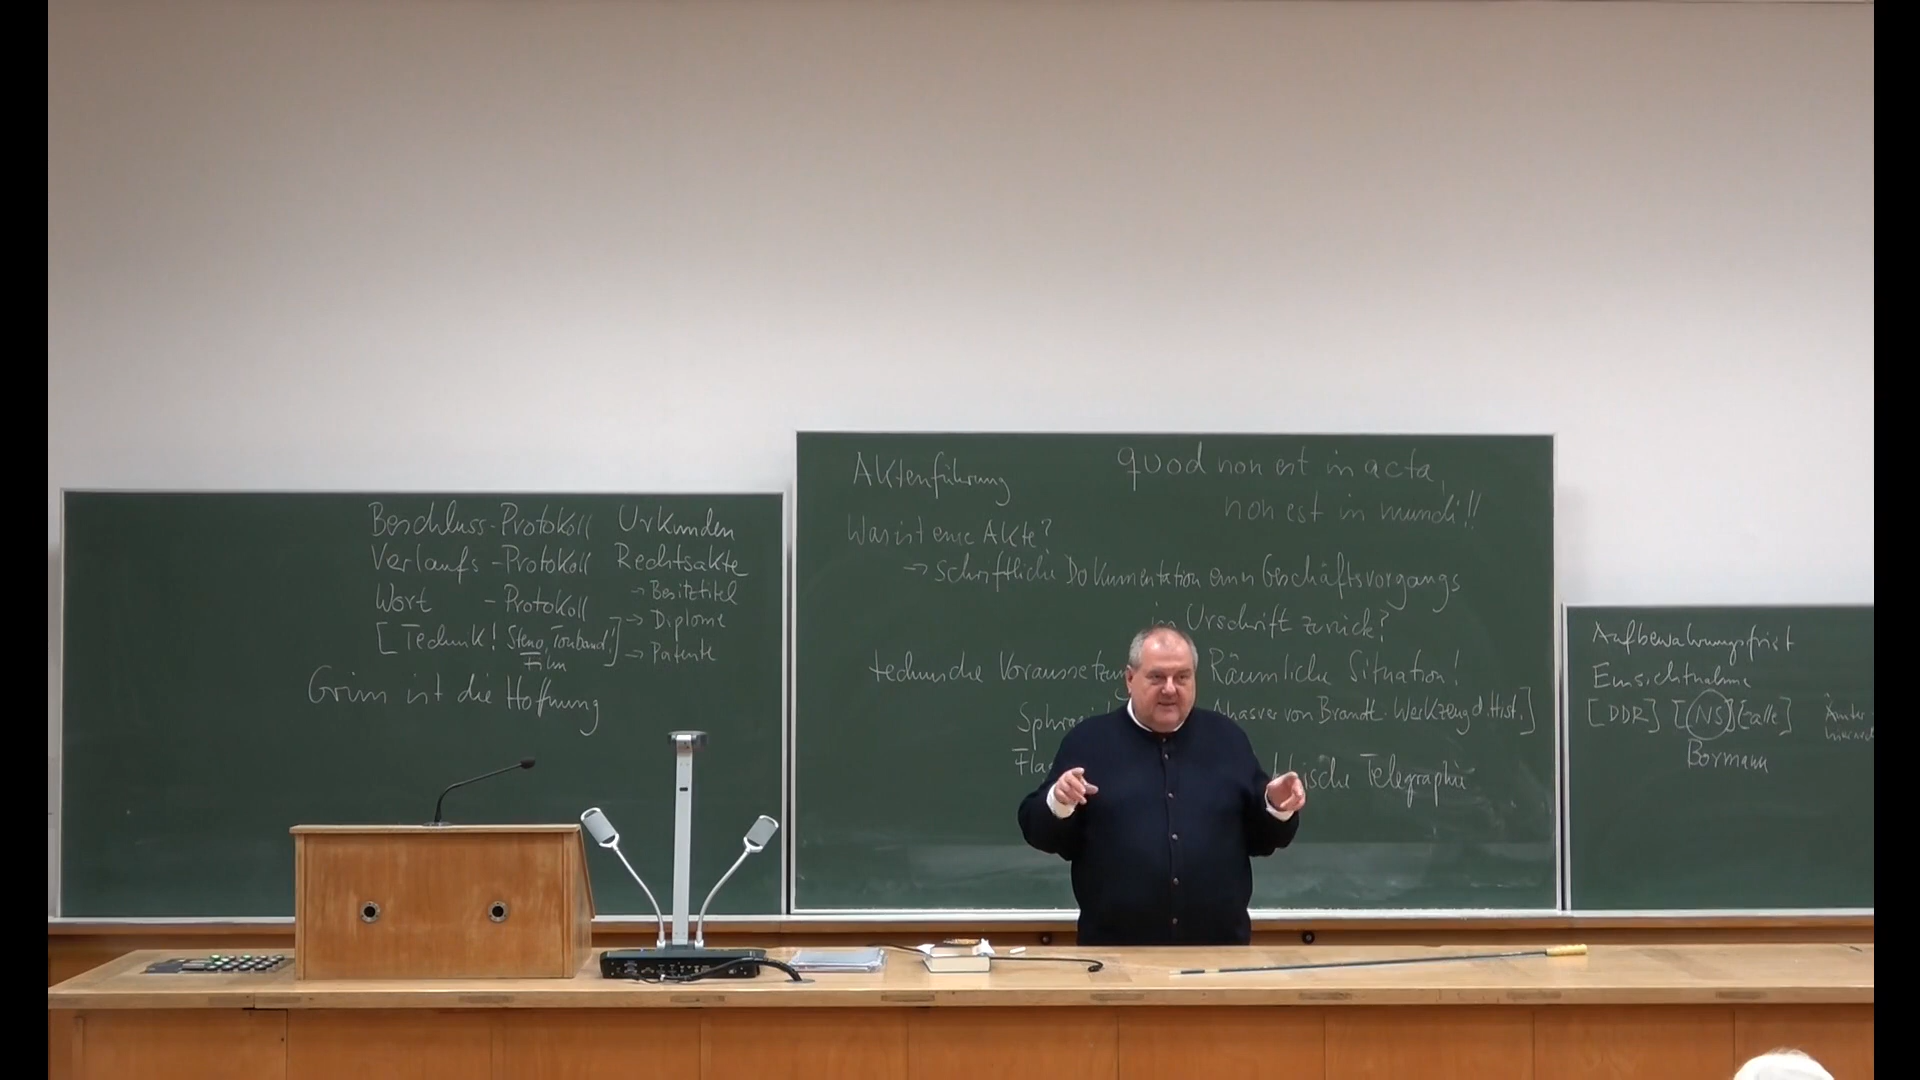 Beschluss-Protokoll
Verlaufs-Protokoll
Wort-Protokoll
[Technik! Steno, Tonband!]
Film
Urkunden
Rechtsakte
→ Besitztitel
→ Diplome
→ Patente
Grün ist die Hoffnung
Aktenführung
quod non est in acta,
non est in mundi!!
Was ist eine Akte?
→ Schriftliche Dokumentation eines Geschäftsvorgangs
in Urschrift zurück?
technische Voraussetzung
Räumliche Situation!
Ahasver von Brandt. Werkzeug d. Hist.]
Telegraphie
Aufbewahrungsfrist
Einsichtnahme
[DDR] [NS] [alle]
Bormann
Ämter